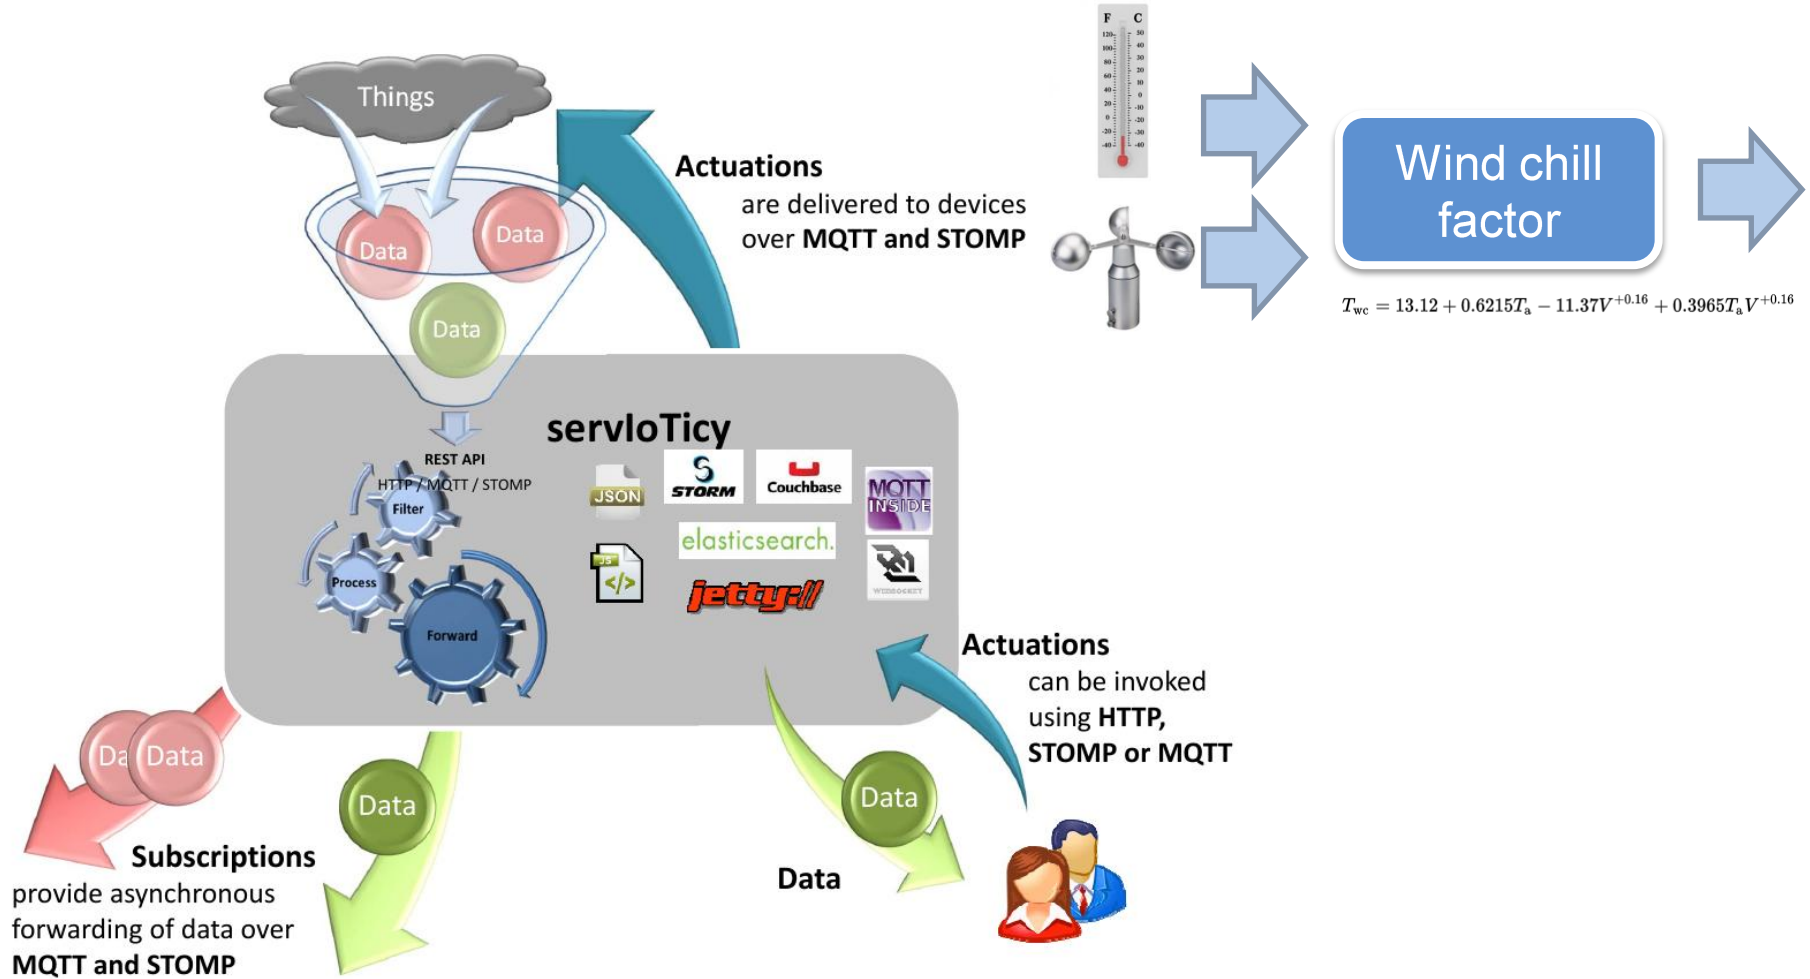 Things
Data
Data
Data
Actuations
are delivered to devices
over MQTT and STOMP
F C
Wind chill
factor
T_wc = 13.12 + 0.6215T_a − 11.37V^{+0.16} + 0.3965T_aV^{+0.16}
servIoTicy
REST API
HTTP / MQTT / STOMP
Filter
Process
Forward
JSON
STORM
Couchbase
MQTT
INSIDE
elasticsearch.
JS
</>
jetty://
WEBSOCKET
Actuations
can be invoked
using HTTP,
STOMP or MQTT
Da
Data
Data
Data
Subscriptions
provide asynchronous
forwarding of data over
MQTT and STOMP
Data